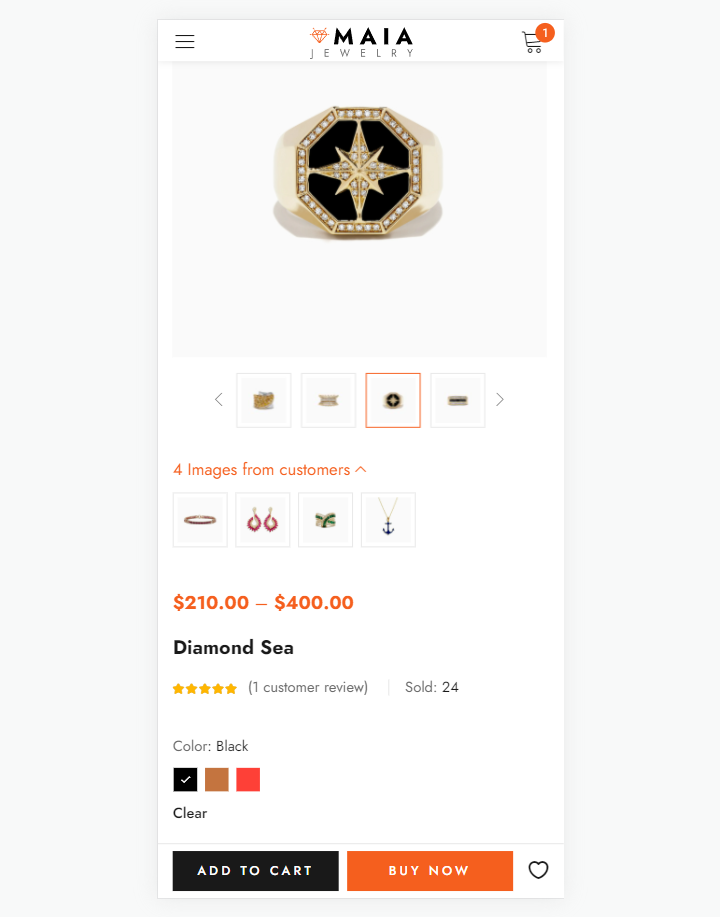 MAIA
JEWELRY
1
4 Images from customers
$210.00 – $400.00
Diamond Sea
(1 customer review) Sold: 24
Color: Black
Clear
ADD TO CART BUY NOW